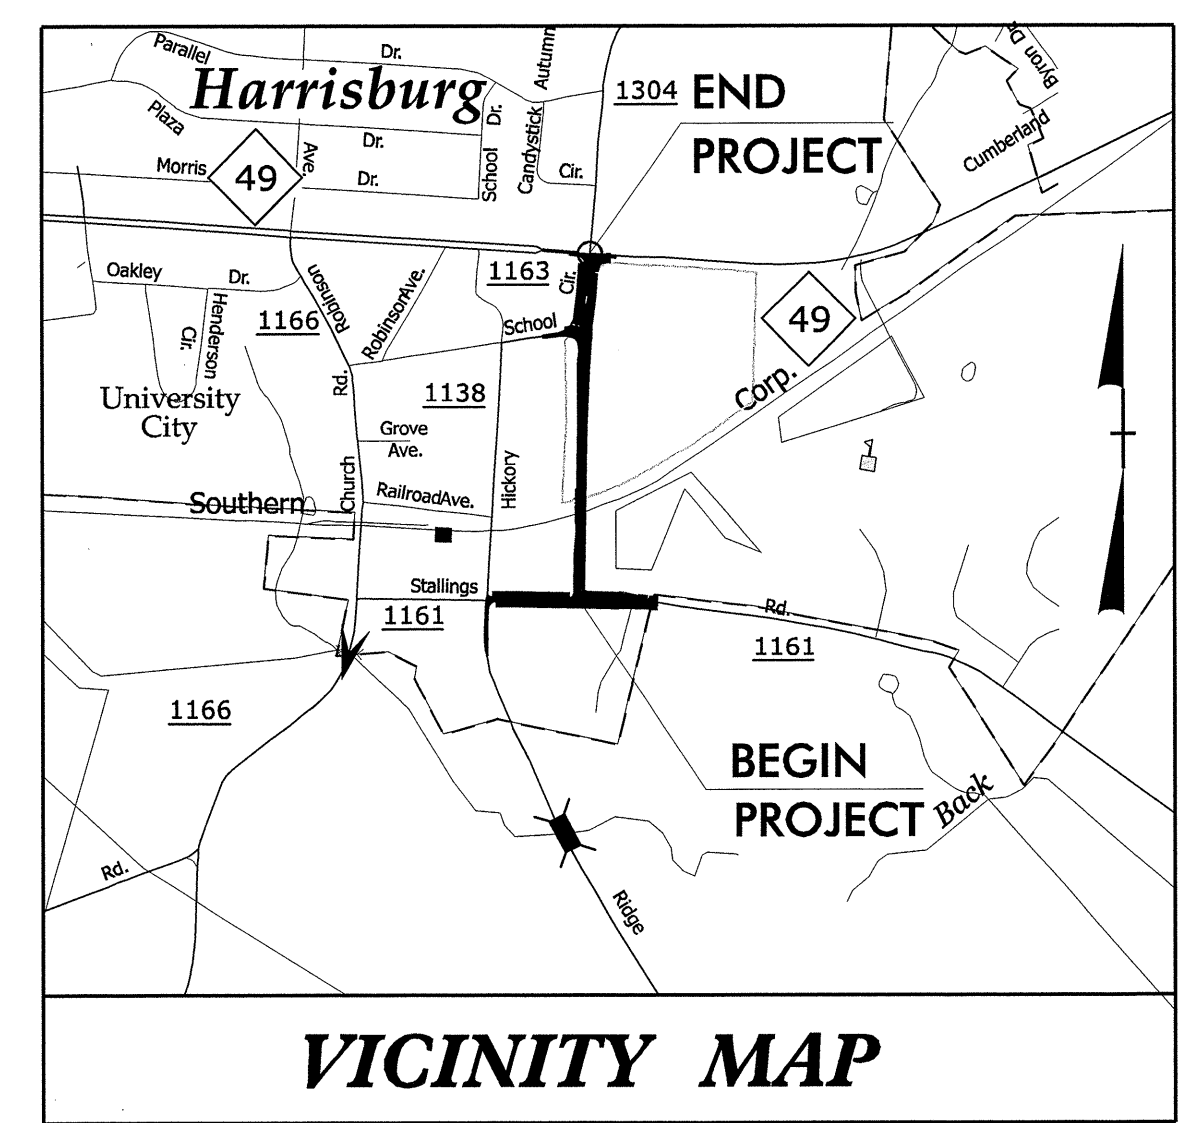 Parallel
Dr.
Autumn
Byron Dr.
Harrisburg
1304
END
PROJECT
Plaza
Dr.
School Dr.
Candystick
Cir.
Cumberland
Morris
49
Ave.
Dr.
Oakley
Dr.
Robinson
Robinson Ave.
1163
Cir.
Henderson
Cir.
1166
School
49
Rd.
1138
Corp.
University
City
Grove
Ave.
Church
Hickory
Southern
Railroad Ave.
Stallings
1161
Rd.
1161
1166
BEGIN
PROJECT
Back
Rd.
Ridge
VICINITY MAP